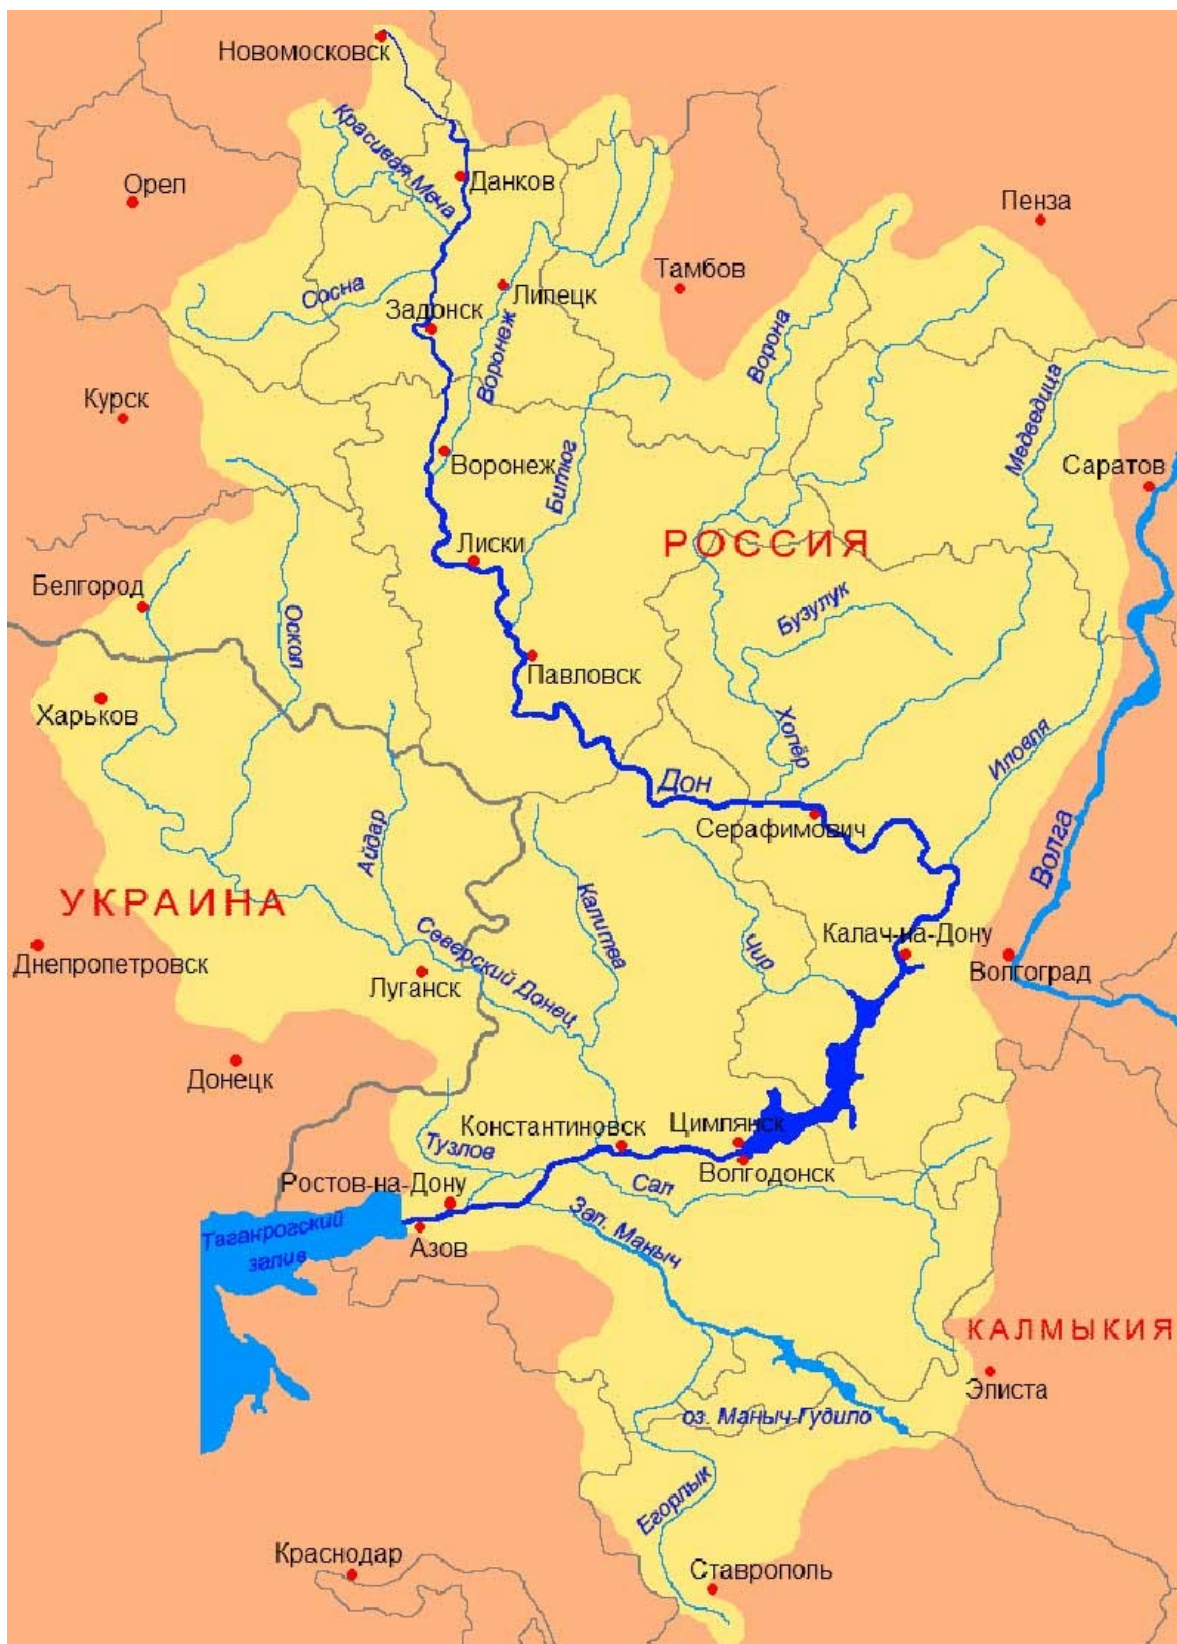 Новомосковск
Красивая Меча
Данков
Орел
Пенза
Тамбов
Сосна
Липецк
Задонск
Воронеж
Ворона
Курск
Медведица
Воронеж
Битюг
Саратов
Лиски
РОССИЯ
Белгород
Бузулук
Оскол
Павловск
Харьков
Хопёр
Иловля
Дон
Серафимович
Айдар
Волга
УКРАИНА
Калитва
Северский Донец
Чир
Калач-на-Дону
Днепропетровск
Волгоград
Луганск
Донецк
Константиновск
Цимлянск
Тузлов
Волгодонск
Ростов-на-Дону
Сал
Зап. Маныч
Таганрогский
залив
Азов
КАЛМЫКИЯ
Элиста
оз. Маныч-Гудило
Егорлык
Краснодар
Ставрополь